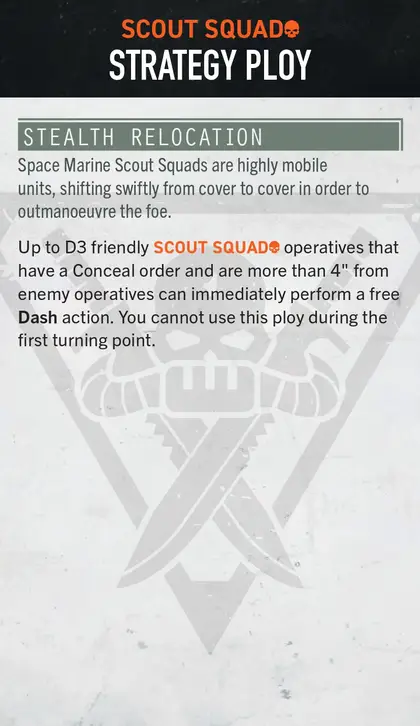 SCOUT SQUAD
STRATEGY PLOY
STEALTH RELOCATION
Space Marine Scout Squads are highly mobile
units, shifting swiftly from cover to cover in order to
outmanoeuvre the foe.
Up to D3 friendly SCOUT SQUAD operatives that
have a Conceal order and are more than 4" from
enemy operatives can immediately perform a free
Dash action. You cannot use this ploy during the
first turning point.